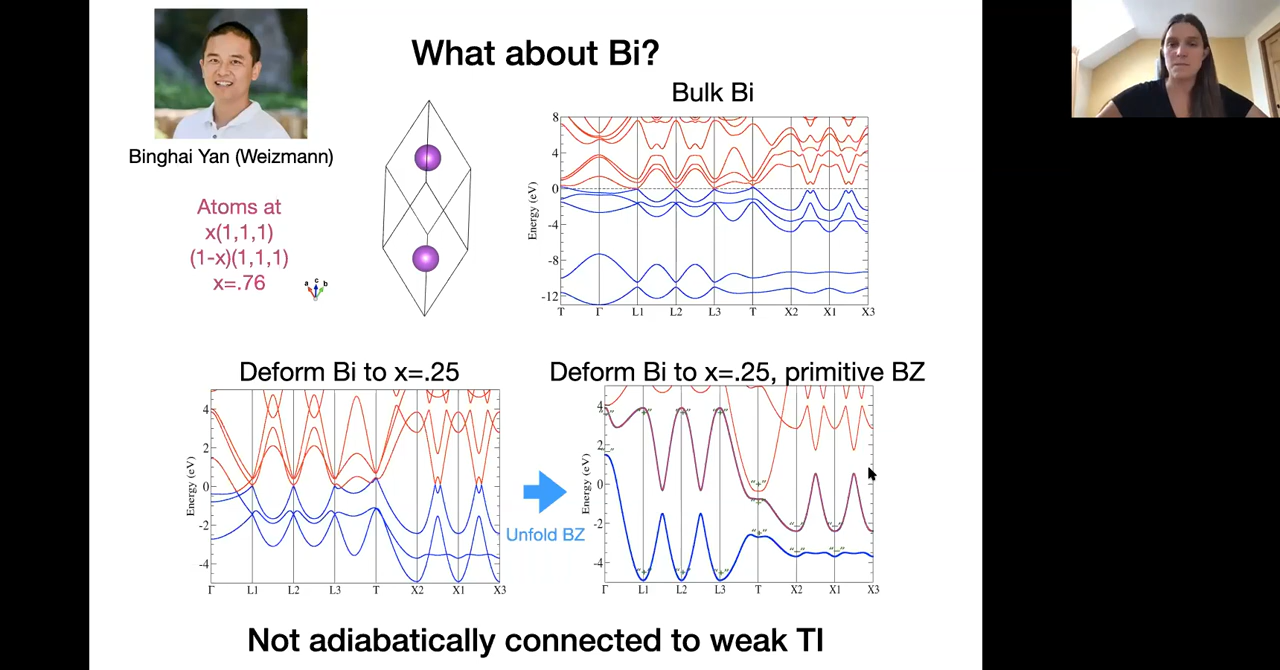 What about Bi?
Binghai Yan (Weizmann)
Atoms at
x(1,1,1)
(1-x)(1,1,1)
x=.76
a c b
Bulk Bi
Energy (eV)
8
4
0
-4
-8
-12
T Γ L1 L2 L3 T X2 X1 X3
Deform Bi to x=.25
Energy (eV)
4
2
0
-2
-4
Γ L1 L2 L3 T X2 X1 X3
Unfold BZ
Deform Bi to x=.25, primitive BZ
Energy (eV)
4
2
0
-2
-4
Γ L1 L2 L3 T X2 X1 X3
Not adiabatically connected to weak TI